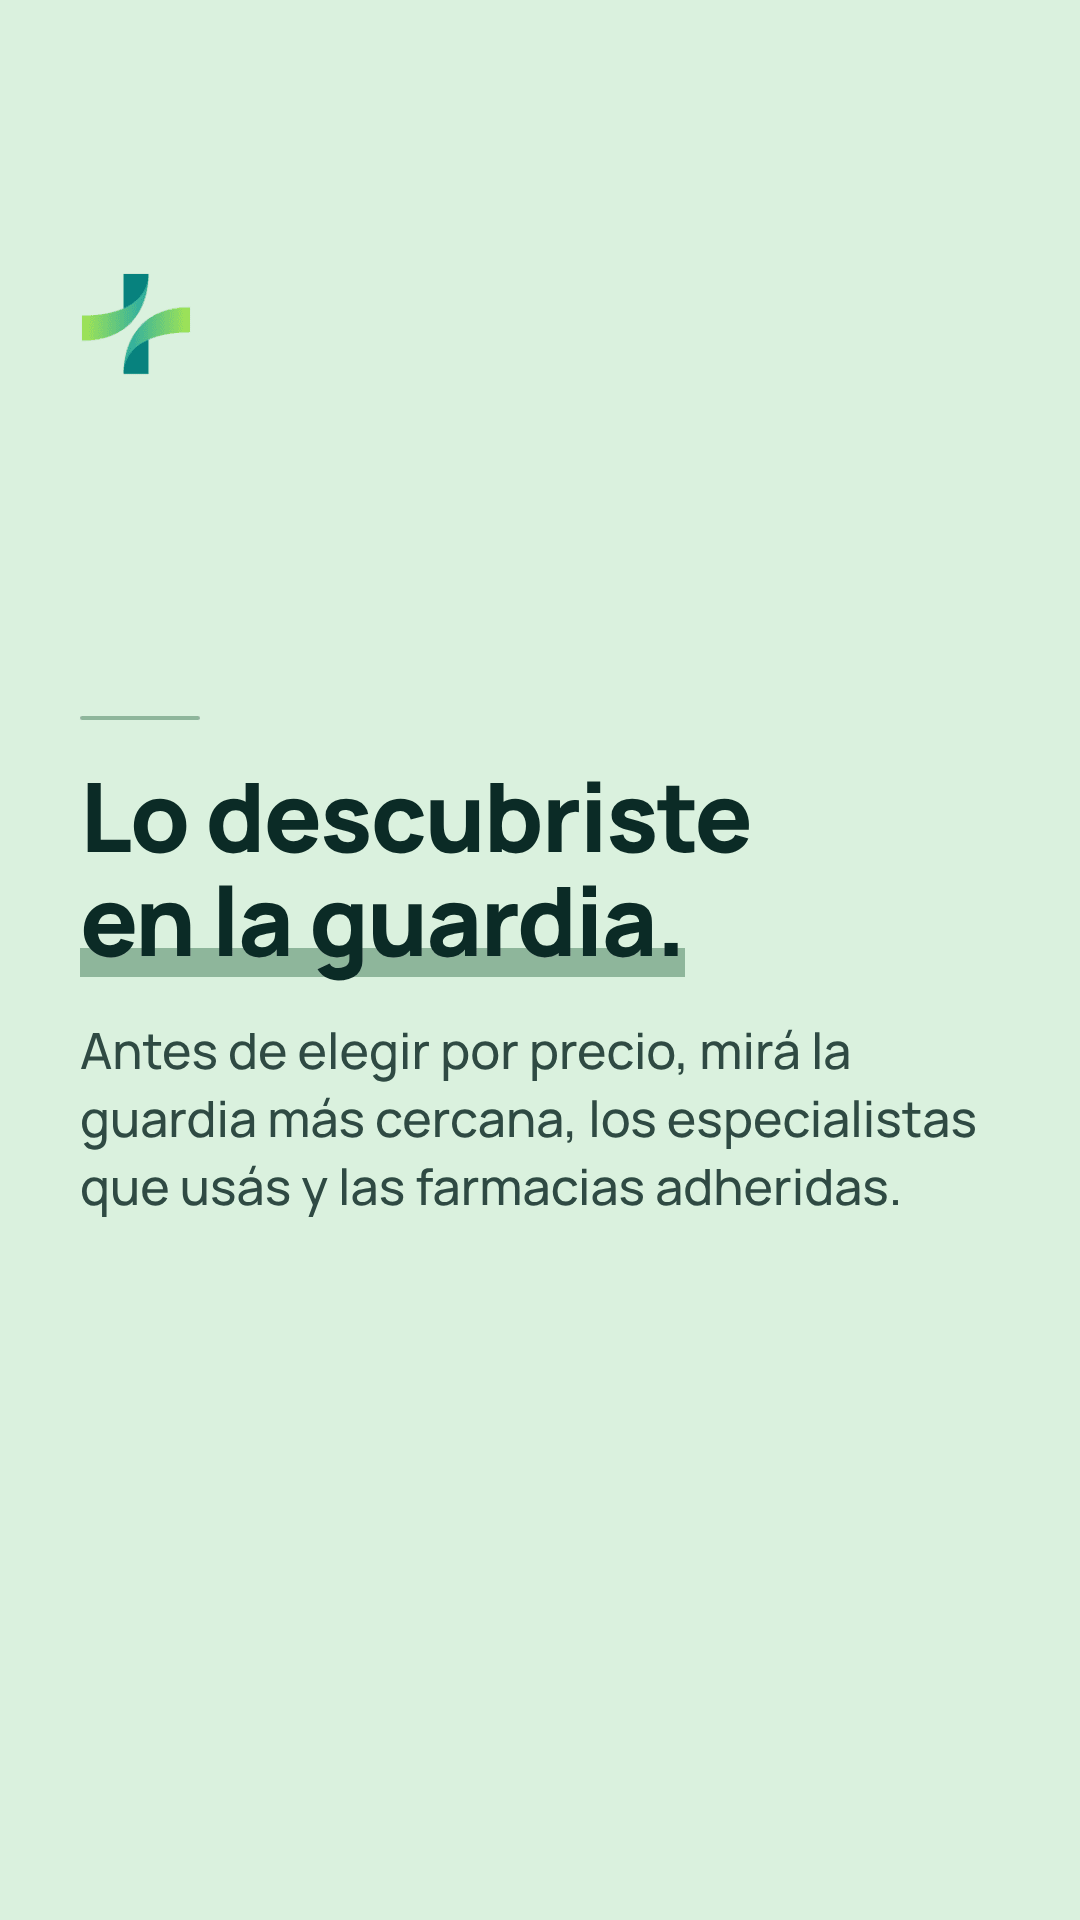 Lo descubriste
en la guardia.
Antes de elegir por precio, mirá la
guardia más cercana, los especialistas
que usás y las farmacias adheridas.